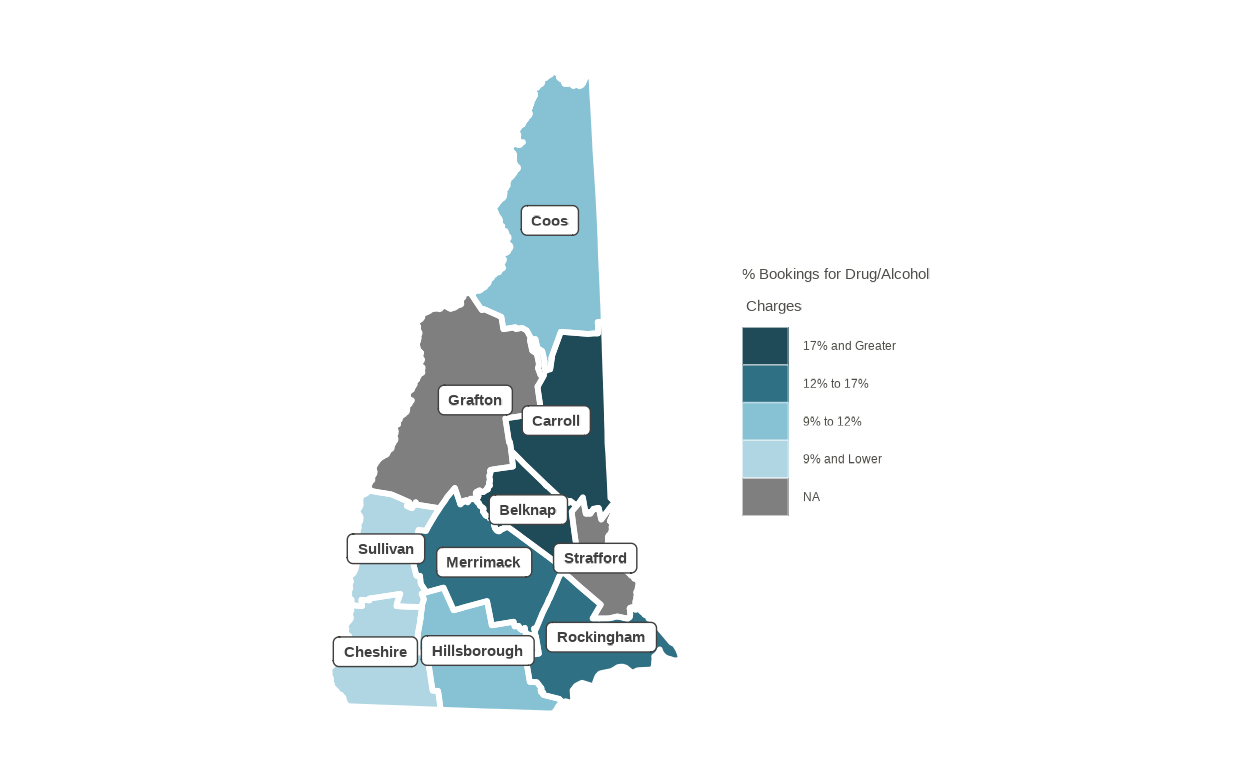 Coos
% Bookings for Drug/Alcohol
Charges
17% and Greater
12% to 17%
9% to 12%
9% and Lower
NA
Grafton
Carroll
Belknap
Sullivan
Merrimack
Strafford
Rockingham
Cheshire
Hillsborough